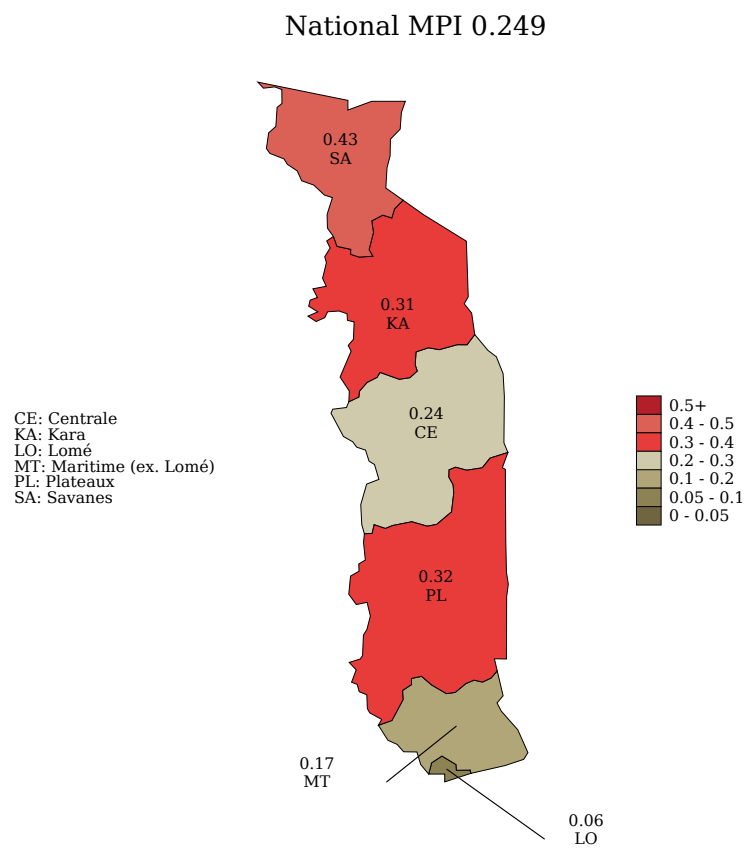 National MPI 0.249
0.43
SA
0.31
KA
0.24
CE
CE: Centrale
KA: Kara
LO: Lomé
MT: Maritime (ex. Lomé)
PL: Plateaux
SA: Savanes
0.5+
0.4 - 0.5
0.3 - 0.4
0.2 - 0.3
0.1 - 0.2
0.05 - 0.1
0 - 0.05
0.32
PL
0.17
MT
0.06
LO